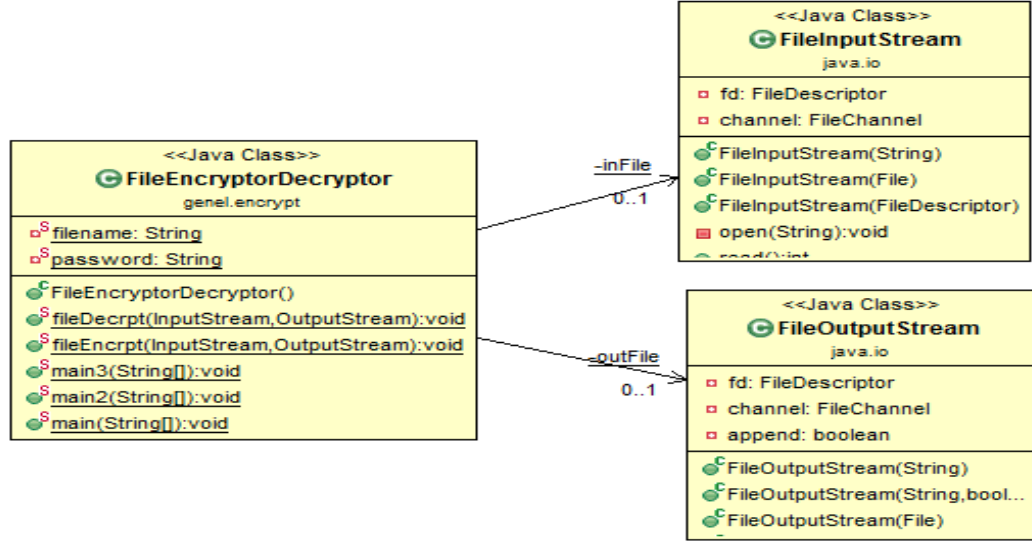 <<Java Class>>
FileEncryptorDecryptor
genel.encrypt
filename: String
password: String
FileEncryptorDecryptor()
fileDecrpt(InputStream,OutputStream):void
fileEncrpt(InputStream,OutputStream):void
main3(String[]):void
main2(String[]):void
main(String[]):void
-inFile
0..1
-outFile
0..1
<<Java Class>>
FileInputStream
java.io
fd: FileDescriptor
channel: FileChannel
FileInputStream(String)
FileInputStream(File)
FileInputStream(FileDescriptor)
open(String):void
read():int
<<Java Class>>
FileOutputStream
java.io
fd: FileDescriptor
channel: FileChannel
append: boolean
FileOutputStream(String)
FileOutputStream(String,bool...
FileOutputStream(File)